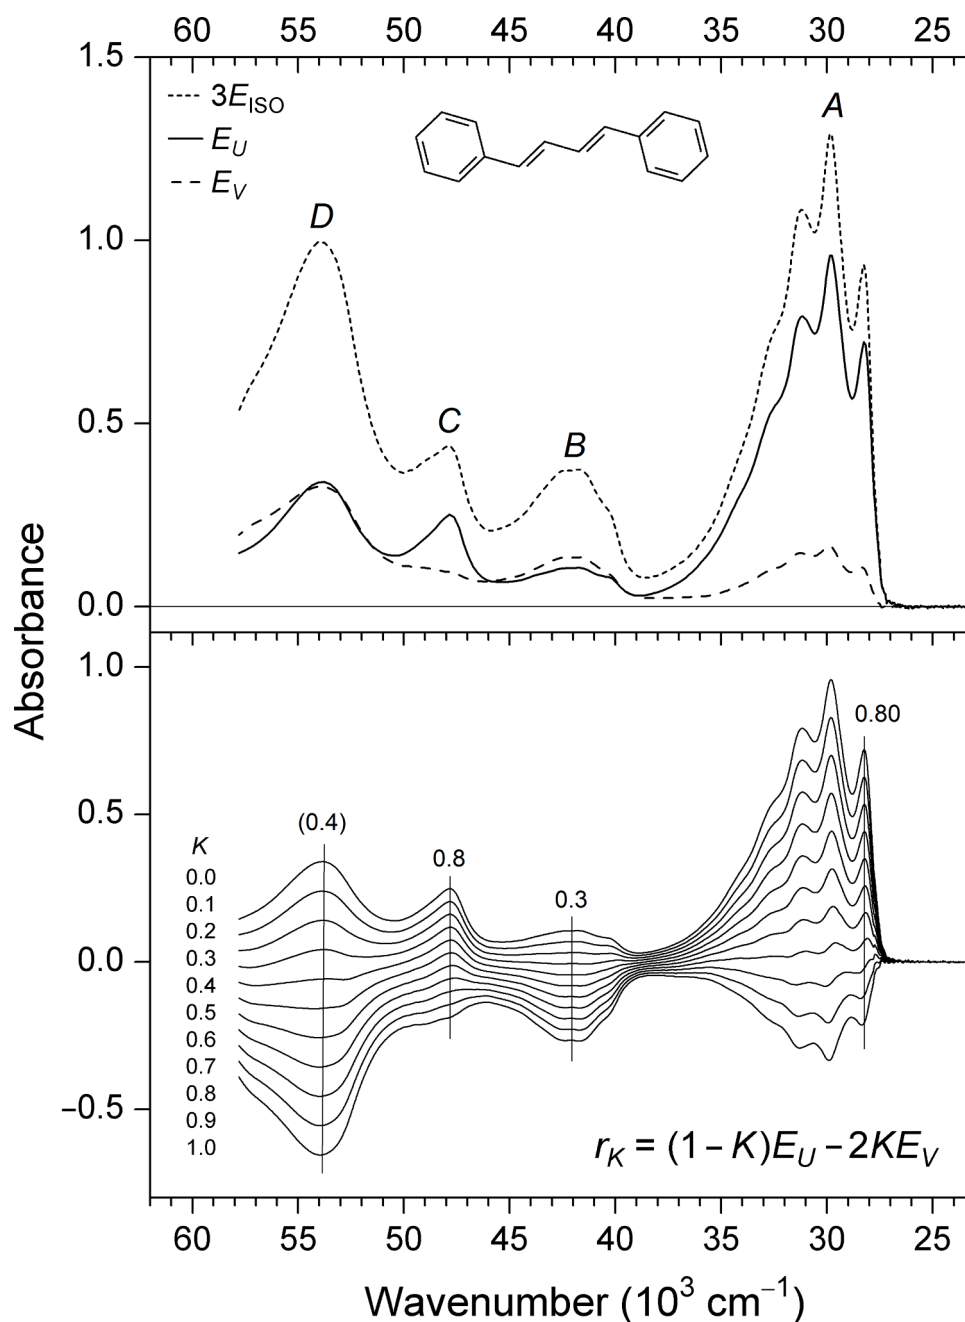 60 55 50 45 40 35 30 25
1.5
3E_ISO
E_U
E_V
A
D
1.0
0.5
C
B
0.0
Absorbance
1.0
0.80
0.5
(0.4)
0.8
0.3
K
0.0
0.1
0.2
0.3
0.4
0.5
0.6
0.7
0.8
0.9
1.0
0.0
−0.5
r_K = (1 – K)E_U – 2KE_V
60 55 50 45 40 35 30 25
Wavenumber (10³ cm⁻¹)